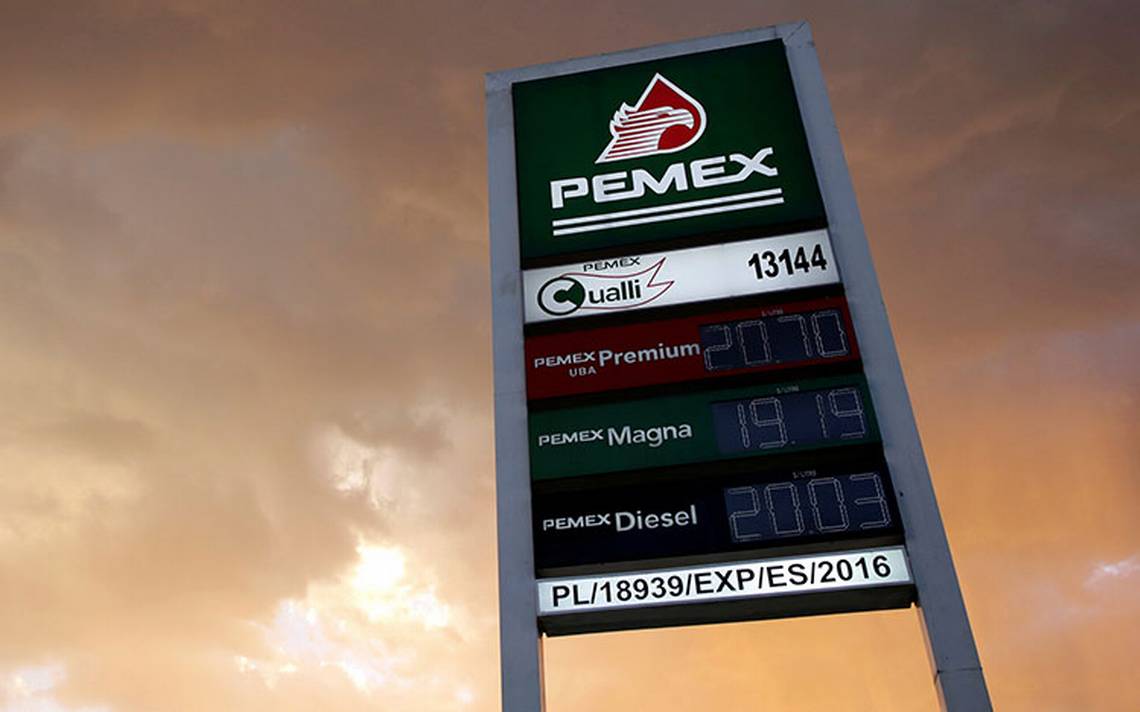 PEMEX
PEMEX
Cualli 13144
PEMEX Premium 20.70
UBA
PEMEX Magna 19.19
PEMEX Diesel 20.03
PL/18939/EXP/ES/2016